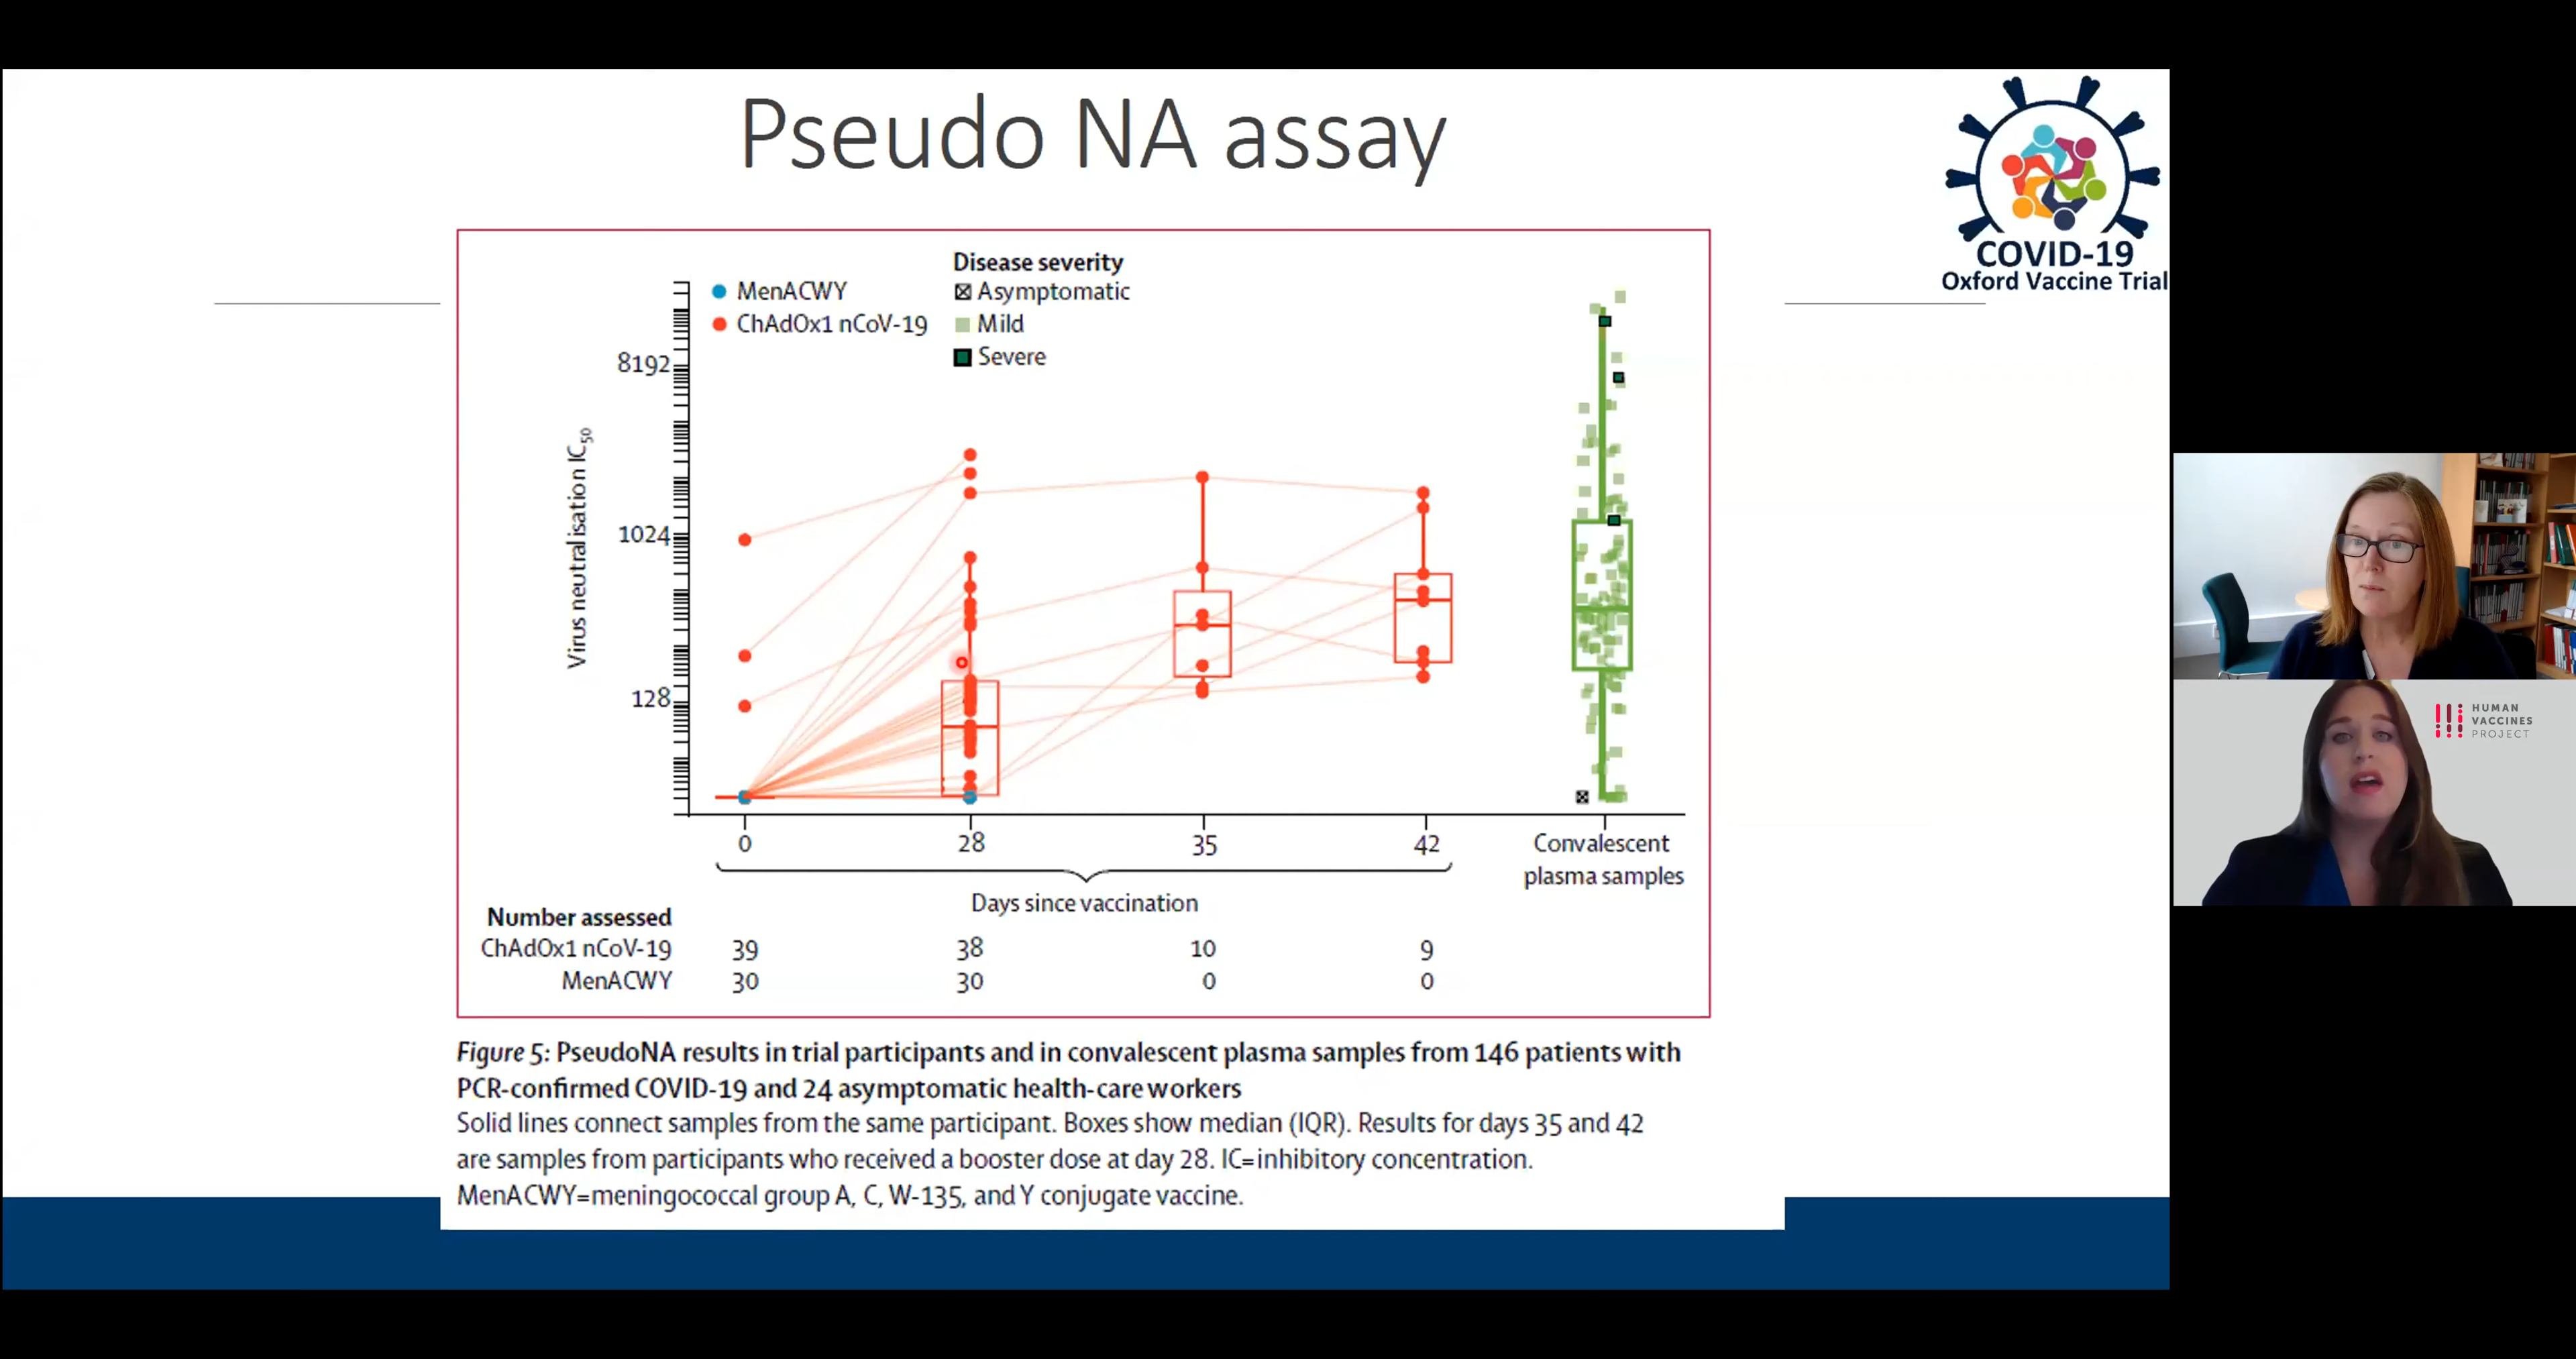 Pseudo NA assay
COVID-19
Oxford Vaccine Trial
MenACWY
ChAdOx1 nCoV-19
Disease severity
Asymptomatic
Mild
Severe
Virus neutralisation IC50
8192
1024
128
0
28
35
42
Convalescent
plasma samples
Days since vaccination
Number assessed
ChAdOx1 nCoV-19 39 38 10 9
MenACWY 30 30 0 0
Figure 5: PseudoNA results in trial participants and in convalescent plasma samples from 146 patients with
PCR-confirmed COVID-19 and 24 asymptomatic health-care workers
Solid lines connect samples from the same participant. Boxes show median (IQR). Results for days 35 and 42
are samples from participants who received a booster dose at day 28. IC=inhibitory concentration.
MenACWY=meningococcal group A, C, W-135, and Y conjugate vaccine.
HUMAN
VACCINES
PROJECT